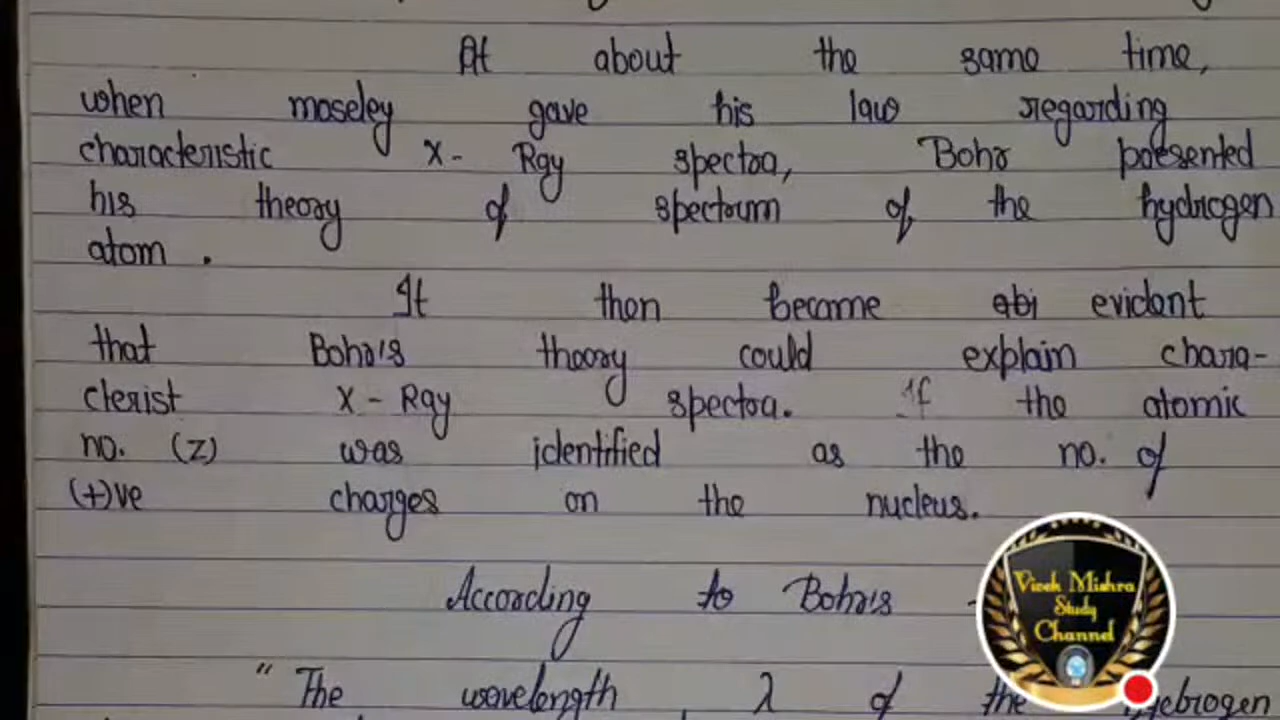 At about the same time,
when moseley gave his law regarding
characteristic X-Ray spectra, Bohr presented
his theory of spectrum of the hydrogen
atom.
It then became abi evident
that Bohr's theory could explain chara-
cterist X-Ray spectra. If the atomic
no. (Z) was identified as the no. of
(+)ve charges on the nucleus.
According to Bohr's
Vivek Mishra
Study
Channel
"The wavelength, λ of the hydrogen